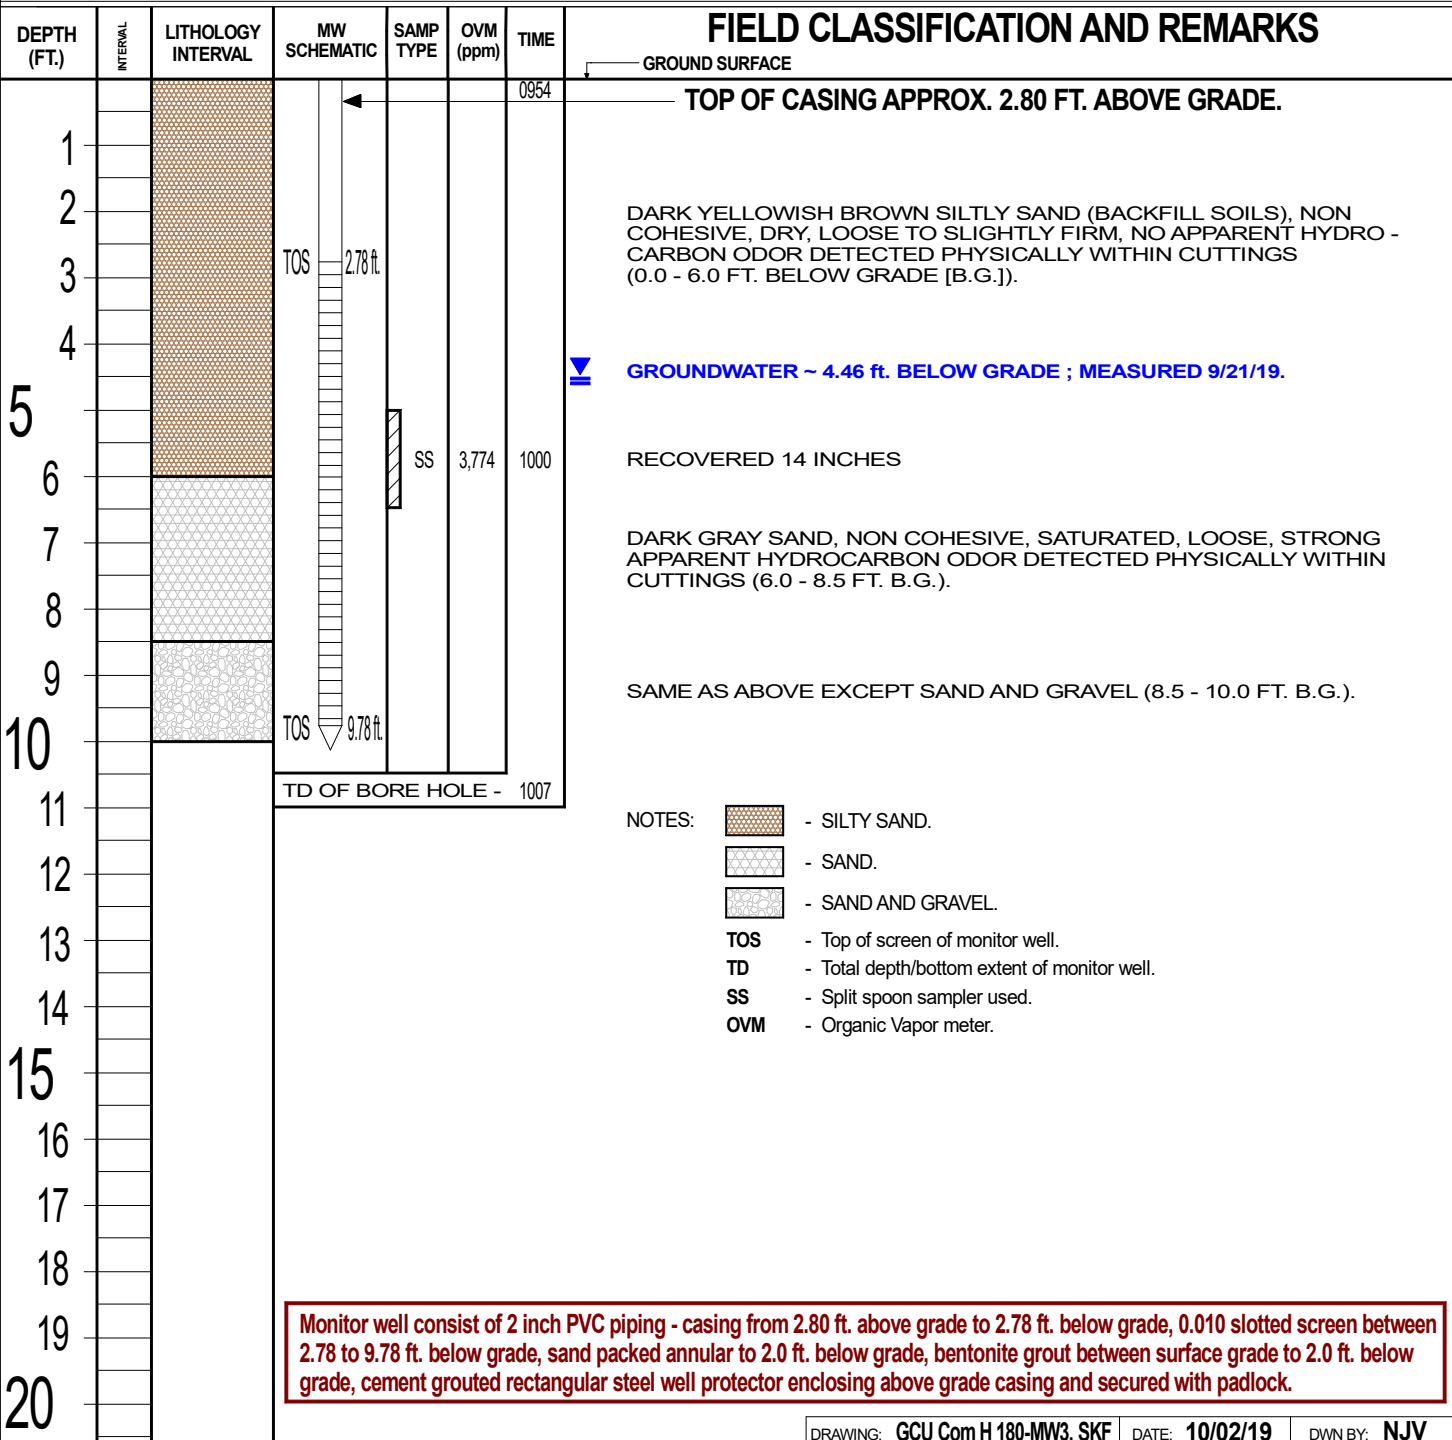 DEPTH (FT.)
INTERVAL
LITHOLOGY INTERVAL
MW SCHEMATIC
SAMP TYPE
OVM (ppm)
TIME
FIELD CLASSIFICATION AND REMARKS
GROUND SURFACE
0954
TOP OF CASING APPROX. 2.80 FT. ABOVE GRADE.
1
2
DARK YELLOWISH BROWN SILTLY SAND (BACKFILL SOILS), NON
COHESIVE, DRY, LOOSE TO SLIGHTLY FIRM, NO APPARENT HYDRO -
CARBON ODOR DETECTED PHYSICALLY WITHIN CUTTINGS
(0.0 - 6.0 FT. BELOW GRADE [B.G.]).
TOS 2.78 ft.
3
4
GROUNDWATER ~ 4.46 ft. BELOW GRADE ; MEASURED 9/21/19.
5
SS 3,774 1000 RECOVERED 14 INCHES
6
DARK GRAY SAND, NON COHESIVE, SATURATED, LOOSE, STRONG
APPARENT HYDROCARBON ODOR DETECTED PHYSICALLY WITHIN
CUTTINGS (6.0 - 8.5 FT. B.G.).
7
8
9
SAME AS ABOVE EXCEPT SAND AND GRAVEL (8.5 - 10.0 FT. B.G.).
TOS 9.78 ft.
10
TD OF BORE HOLE - 1007
11
NOTES:
- SILTY SAND.
- SAND.
12
- SAND AND GRAVEL.
13
TOS - Top of screen of monitor well.
TD - Total depth/bottom extent of monitor well.
SS - Split spoon sampler used.
14
OVM - Organic Vapor meter.
15
16
17
18
19
Monitor well consist of 2 inch PVC piping - casing from 2.80 ft. above grade to 2.78 ft. below grade, 0.010 slotted screen between
2.78 to 9.78 ft. below grade, sand packed annular to 2.0 ft. below grade, bentonite grout between surface grade to 2.0 ft. below
grade, cement grouted rectangular steel well protector enclosing above grade casing and secured with padlock.
20
DRAWING: GCU Com H 180-MW3. SKF DATE: 10/02/19 DWN BY: NJV